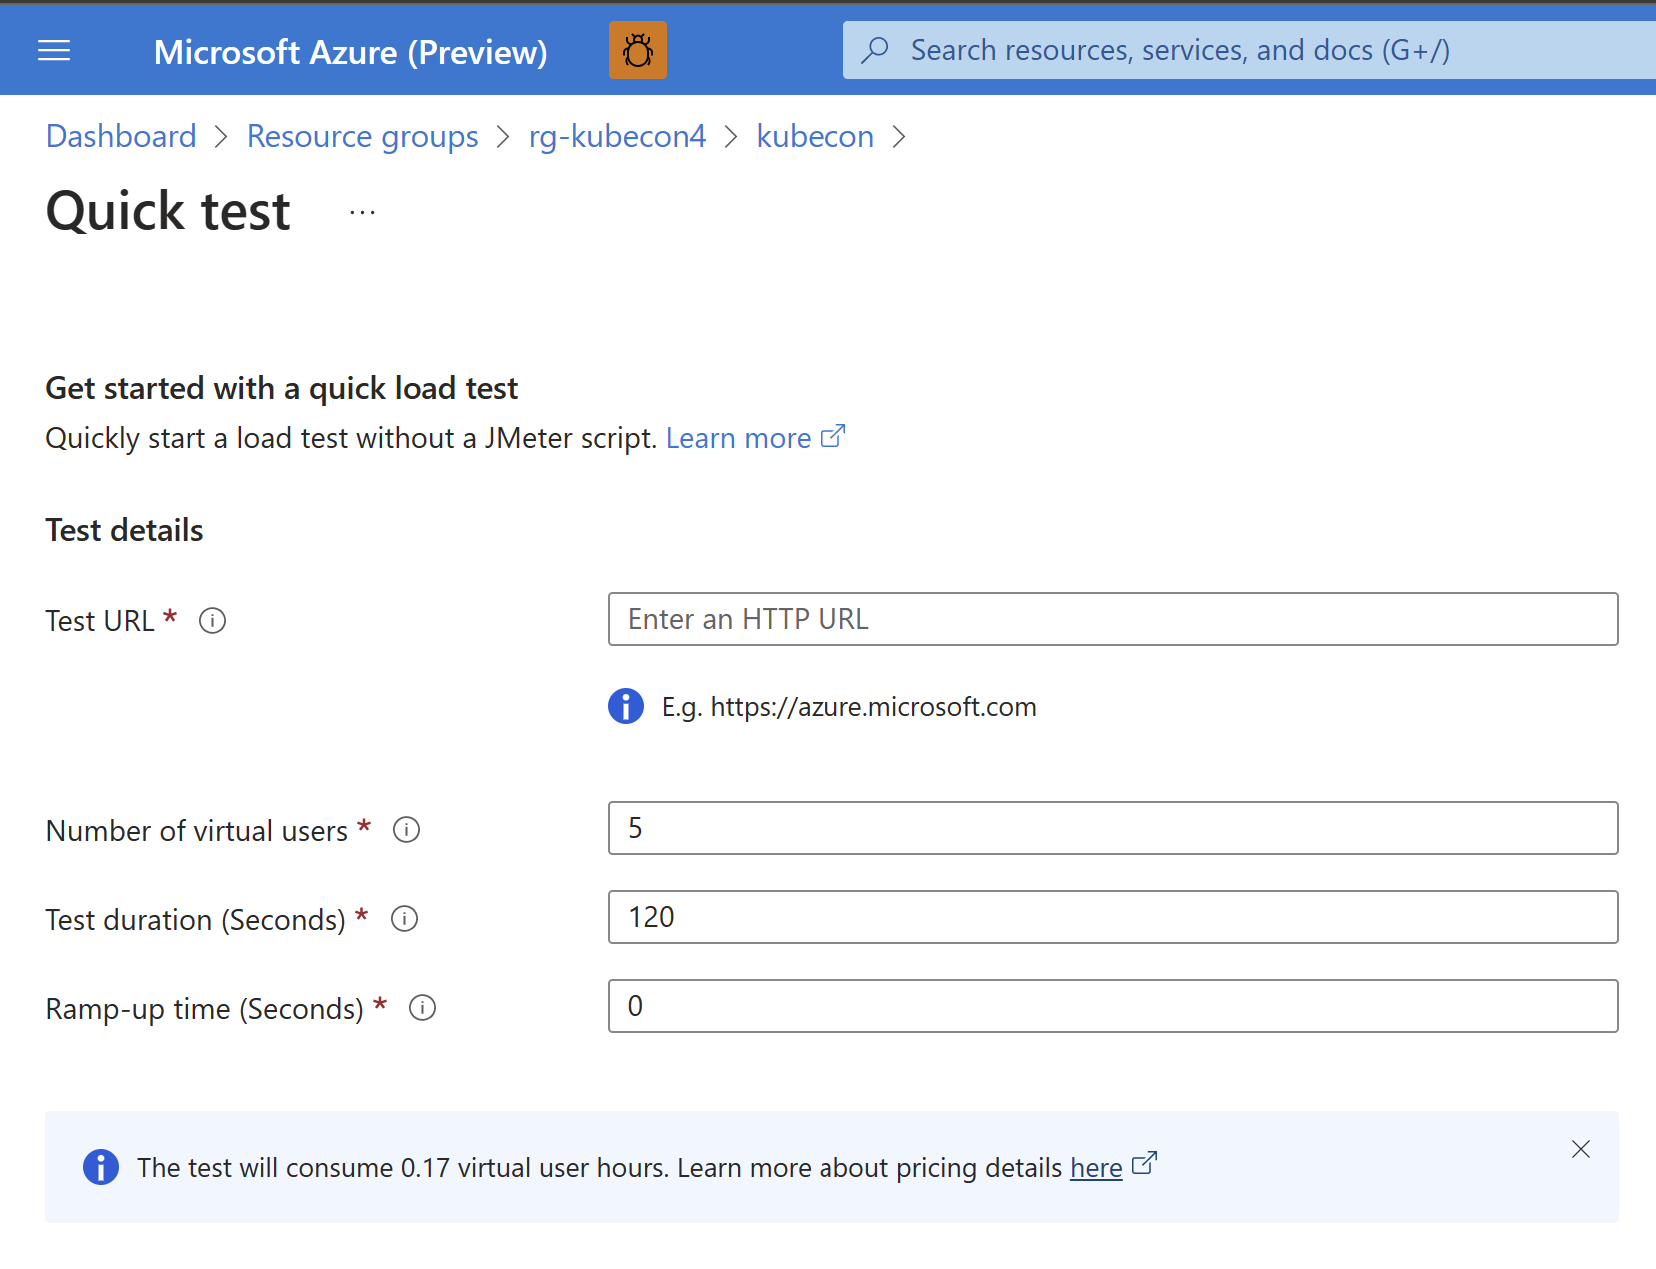 Microsoft Azure (Preview)
Search resources, services, and docs (G+/)
Dashboard > Resource groups > rg-kubecon4 > kubecon >
Quick test ...
Get started with a quick load test
Quickly start a load test without a JMeter script. Learn more
Test details
Test URL *
Enter an HTTP URL
E.g. https://azure.microsoft.com
Number of virtual users *
5
Test duration (Seconds) *
120
Ramp-up time (Seconds) *
0
The test will consume 0.17 virtual user hours. Learn more about pricing details here